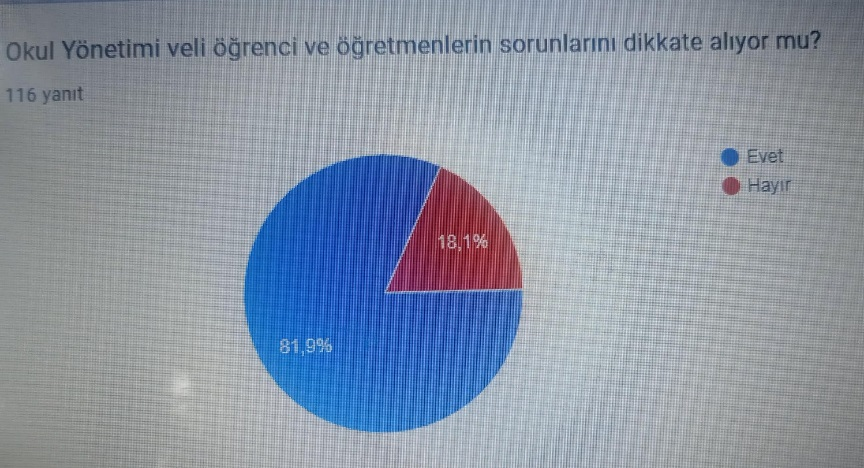 Okul Yönetimi veli öğrenci ve öğretmenlerin sorunlarını dikkate alıyor mu?
116 yanıt
Evet
Hayır
18,1%
81,9%